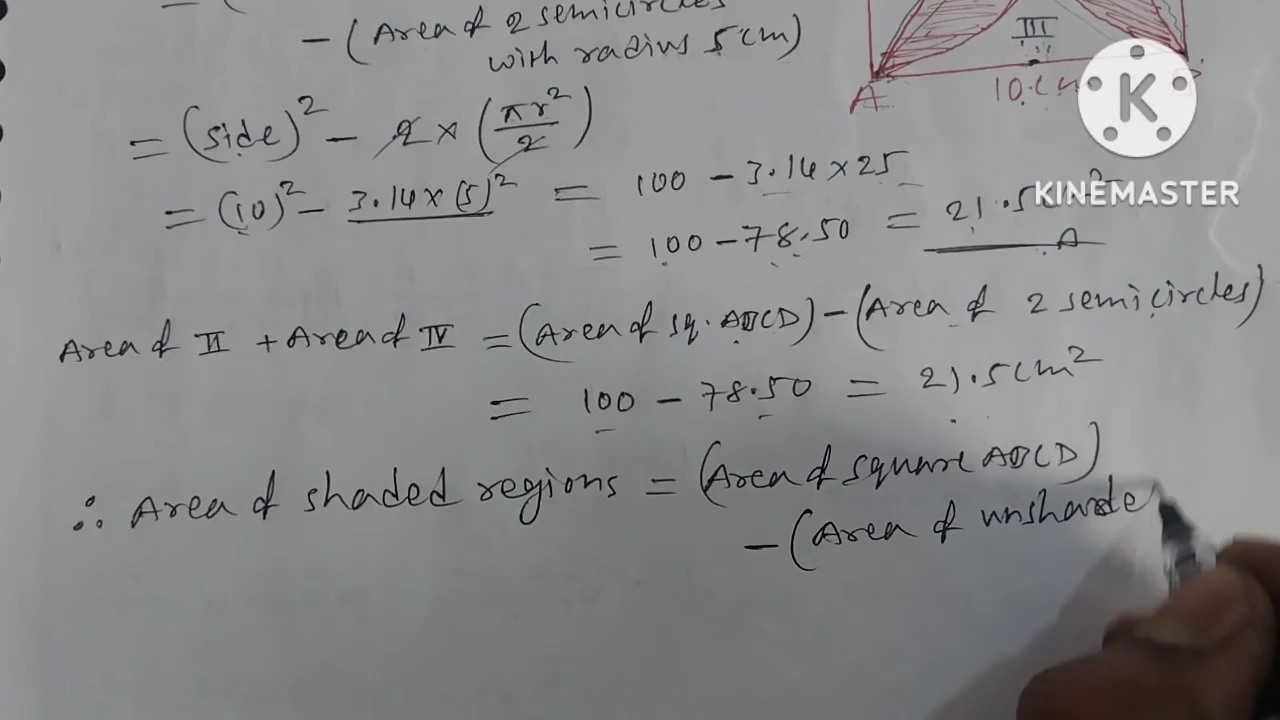 - (Area of 2 semicircles
with radius 5 cm)
III
A
10 c
K
KINEMASTER
= (side)² - 2 × (πr²/2)
= (10)² - 3.14 × (5)² = 100 - 3.14 × 25
= 100 - 78.50 = 21.5 cm²
Area of II + Area of IV = (Area of sq. ABCD) - (Area of 2 semicircles)
= 100 - 78.50 = 21.5 cm²
∴ Area of shaded regions = (Area of square ABCD)
- (Area of unshade